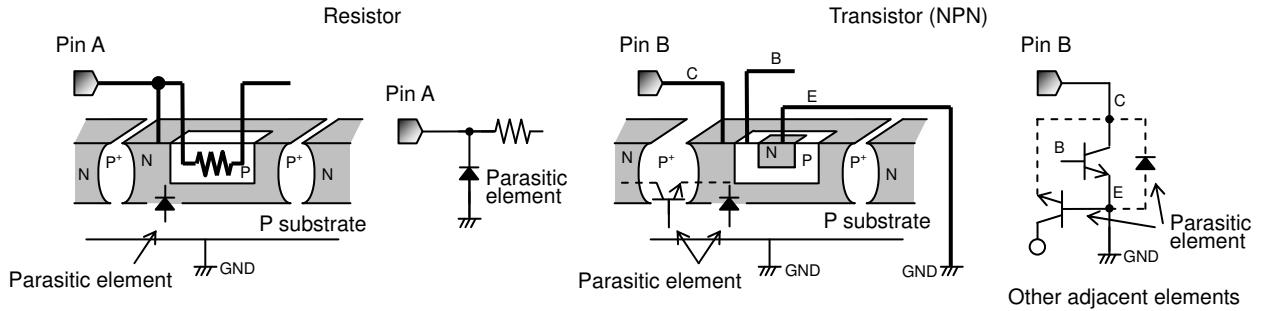 Resistor
Transistor (NPN)
Pin A
Pin B
Pin B
C
B
E
Pin A
C
B
E
N
P+
N
P
P+
N
Parasitic
element
N
P+
N
P
P+
N
P substrate
P substrate
Parasitic
element
GND
Parasitic element
GND
Parasitic element
GND
GND
Other adjacent elements